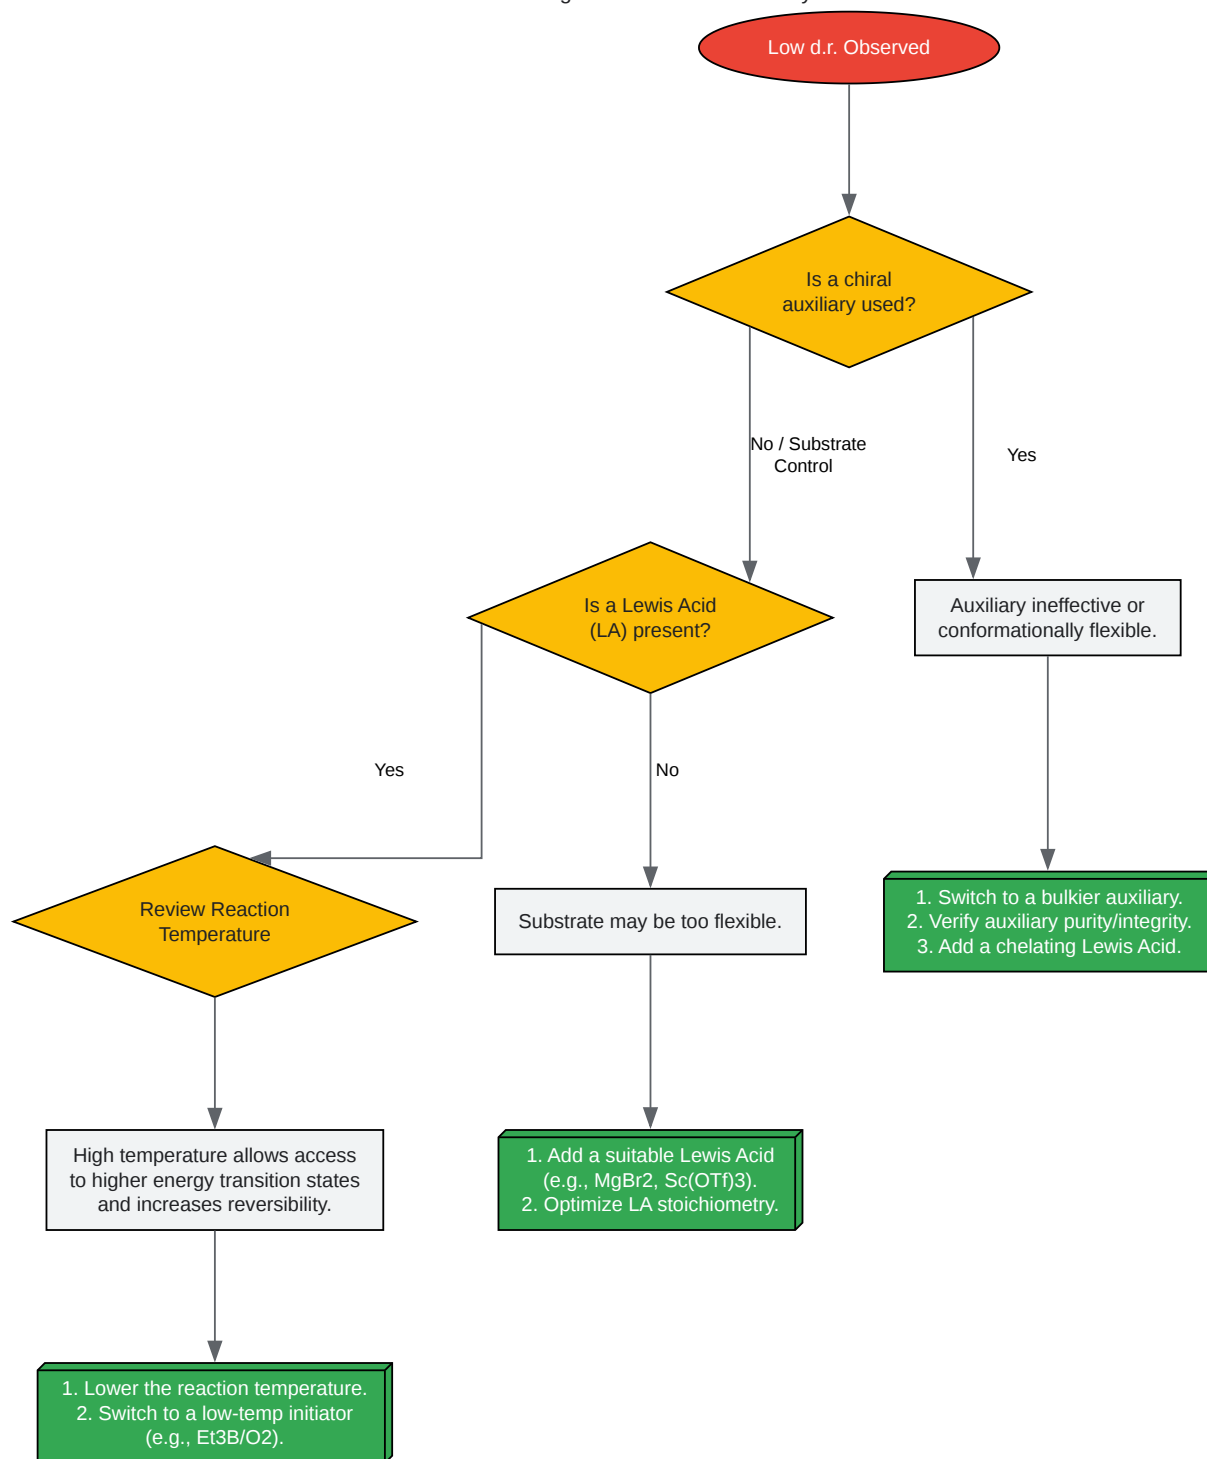 Low d.r. Observed
Is a chiral
auxiliary used?
No / Substrate
Control
Yes
Is a Lewis Acid
(LA) present?
Auxiliary ineffective or
conformationally flexible.
Yes
No
Review Reaction
Temperature
Substrate may be too flexible.
1. Switch to a bulkier auxiliary.
2. Verify auxiliary purity/integrity.
3. Add a chelating Lewis Acid.
High temperature allows access
to higher energy transition states
and increases reversibility.
1. Add a suitable Lewis Acid
(e.g., MgBr2, Sc(OTf)3).
2. Optimize LA stoichiometry.
1. Lower the reaction temperature.
2. Switch to a low-temp initiator
(e.g., Et3B/O2).